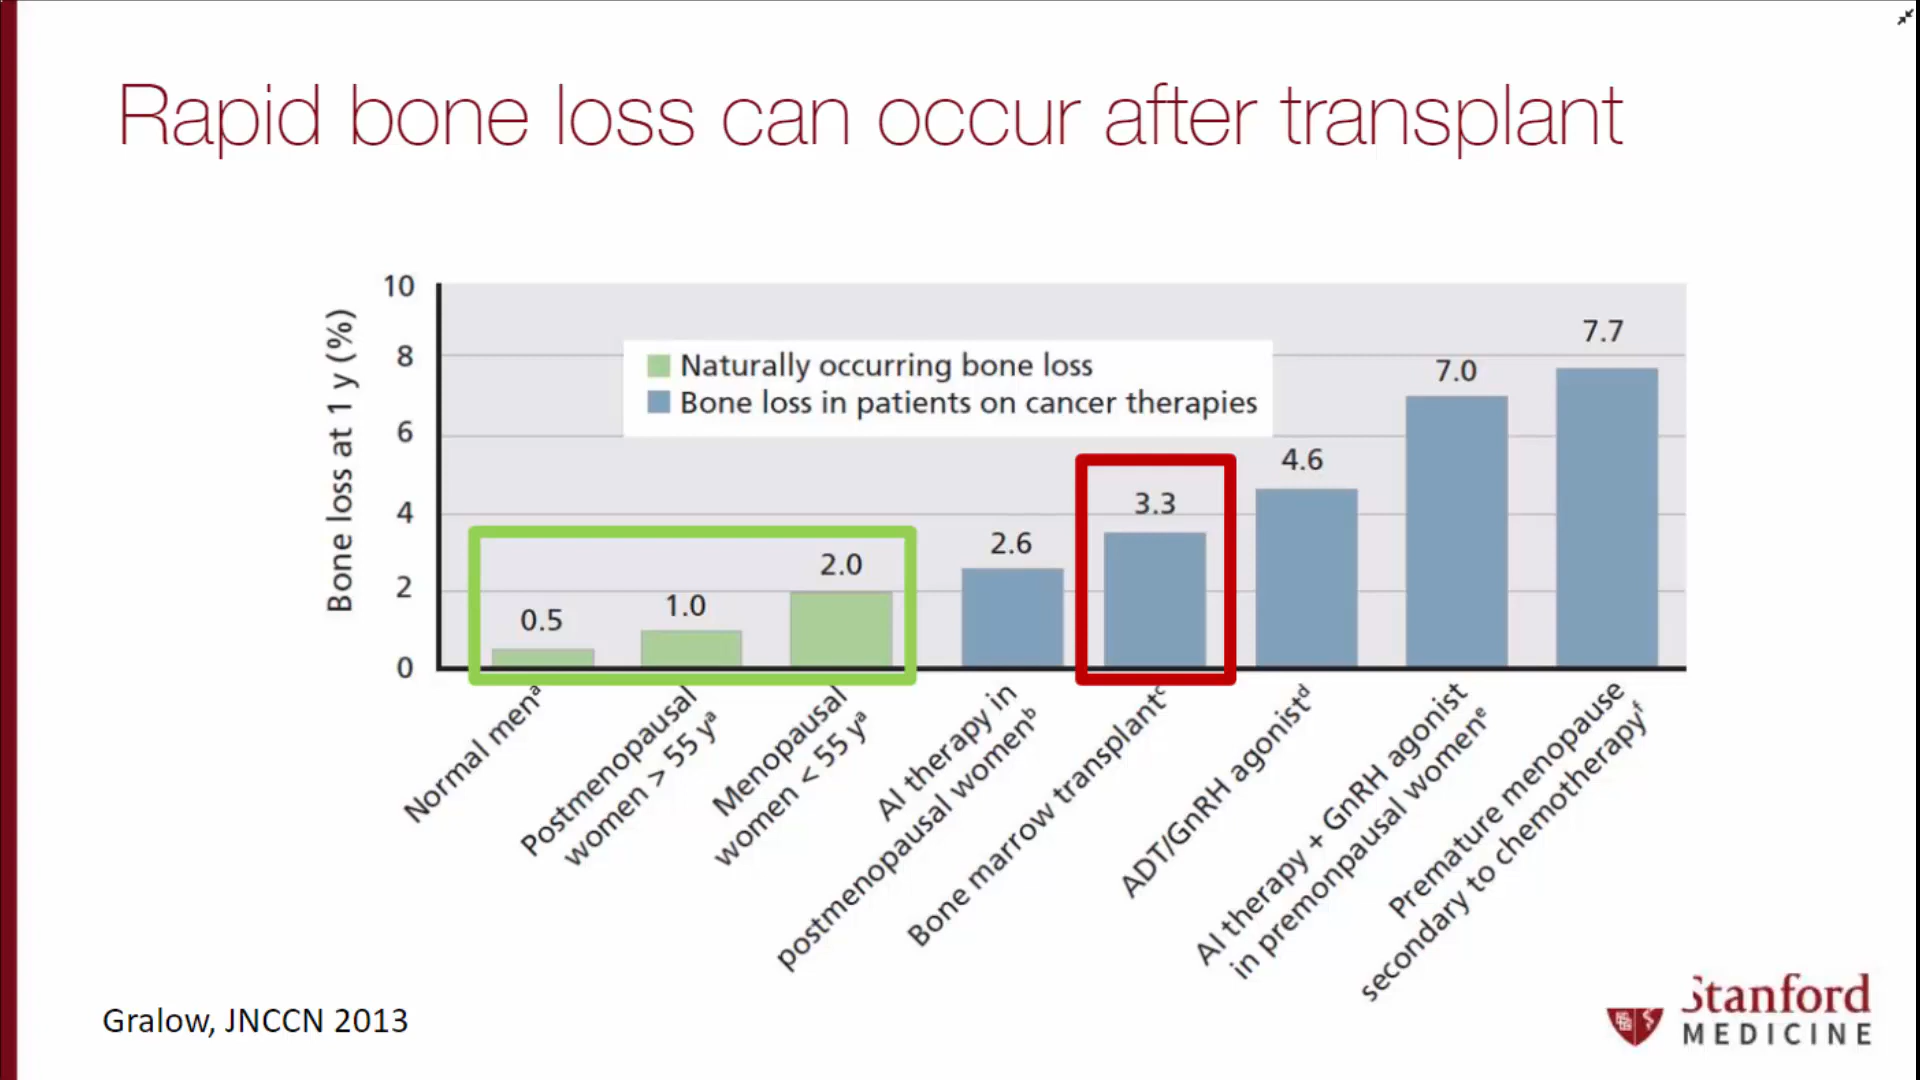 Rapid bone loss can occur after transplant
Bone loss at 1 y (%)
10
8
6
4
2
0
Naturally occurring bone loss
Bone loss in patients on cancer therapies
0.5
1.0
2.0
2.6
3.3
4.6
7.0
7.7
Normal menᵃ
Postmenopausal
women > 55 yᵃ
Menopausal
women < 55 yᵃ
AI therapy in
postmenopausal womenᵇ
Bone marrow transplantᶜ
ADT/GnRH agonistᵈ
AI therapy + GnRH agonist
in premonpausal womenᵉ
Premature menopause
secondary to chemotherapyᶠ
Gralow, JNCCN 2013
Stanford
MEDICINE